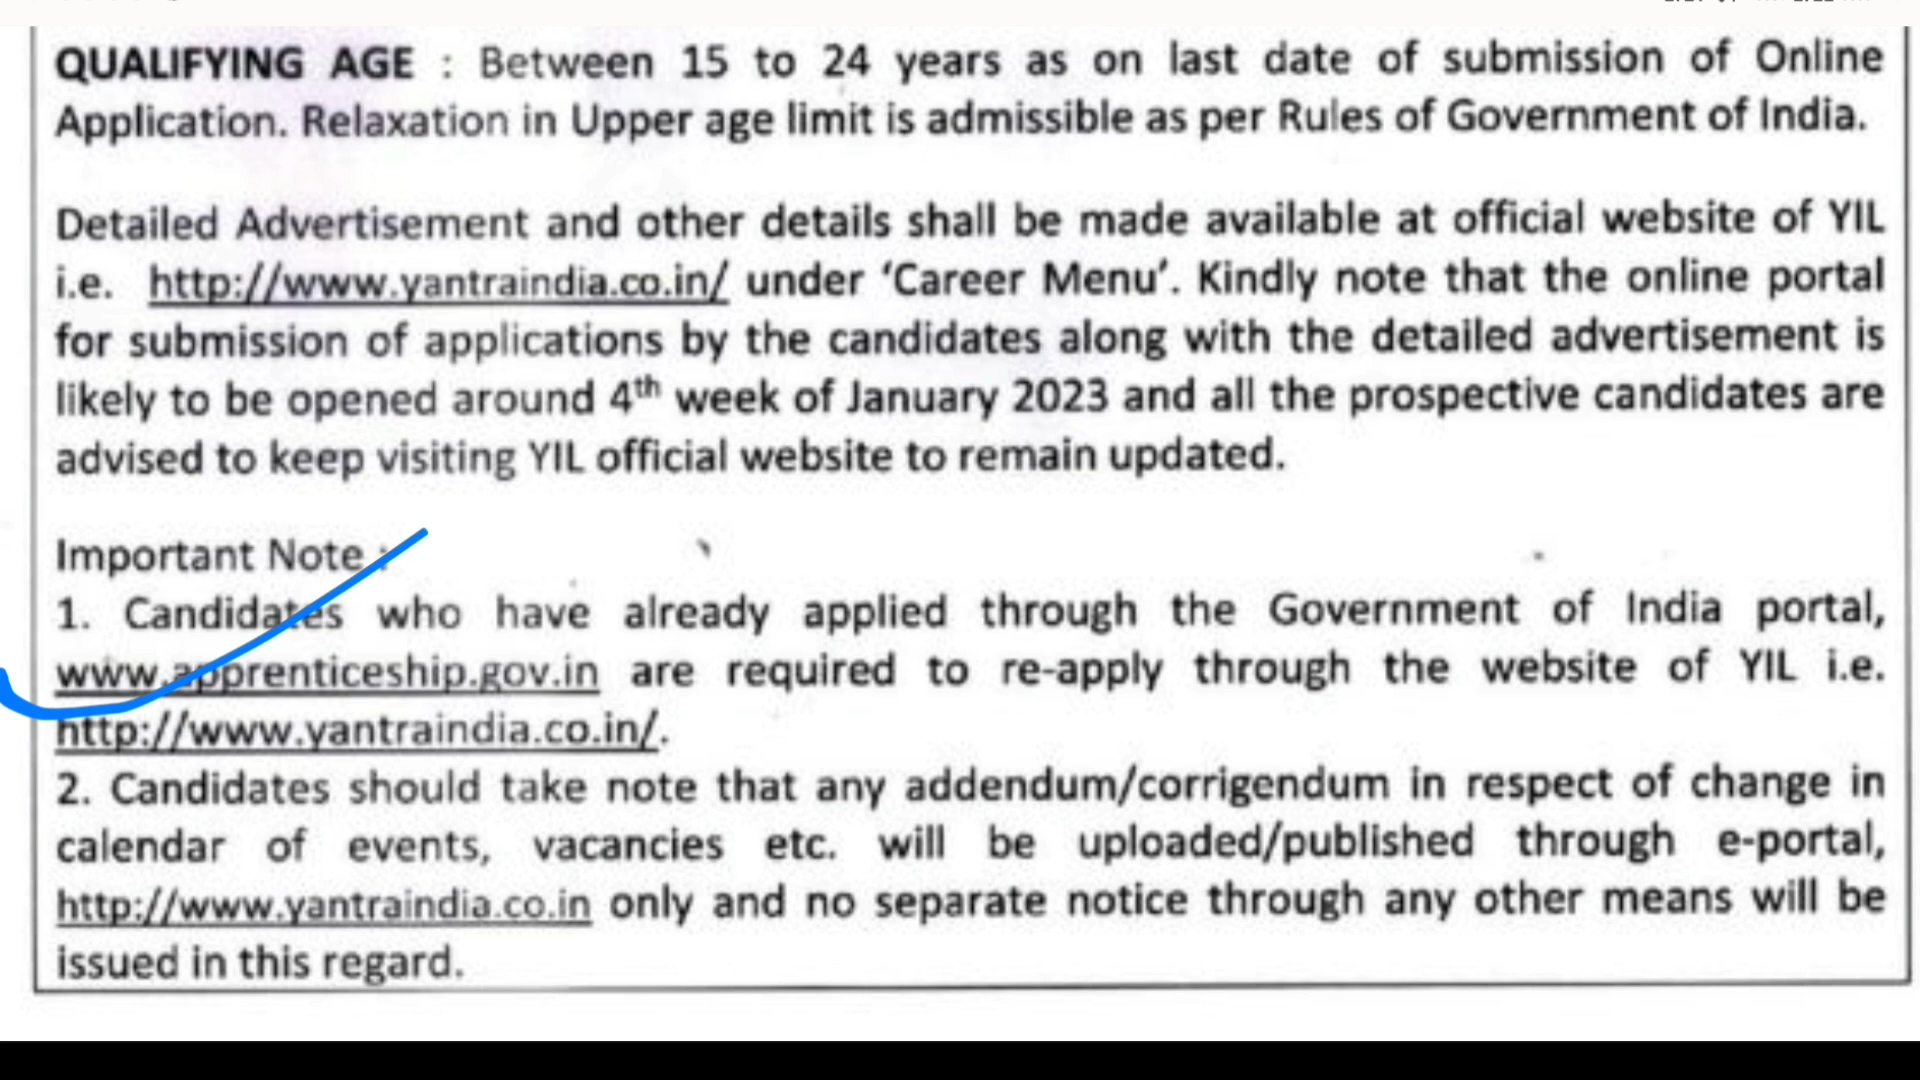 QUALIFYING AGE : Between 15 to 24 years as on last date of submission of Online
Application. Relaxation in Upper age limit is admissible as per Rules of Government of India.
Detailed Advertisement and other details shall be made available at official website of YIL
i.e. http://www.yantraindia.co.in/ under ‘Career Menu’. Kindly note that the online portal
for submission of applications by the candidates along with the detailed advertisement is
likely to be opened around 4th week of January 2023 and all the prospective candidates are
advised to keep visiting YIL official website to remain updated.
Important Note :
1. Candidates who have already applied through the Government of India portal,
www.apprenticeship.gov.in are required to re-apply through the website of YIL i.e.
http://www.yantraindia.co.in/.
2. Candidates should take note that any addendum/corrigendum in respect of change in
calendar of events, vacancies etc. will be uploaded/published through e-portal,
http://www.yantraindia.co.in only and no separate notice through any other means will be
issued in this regard.